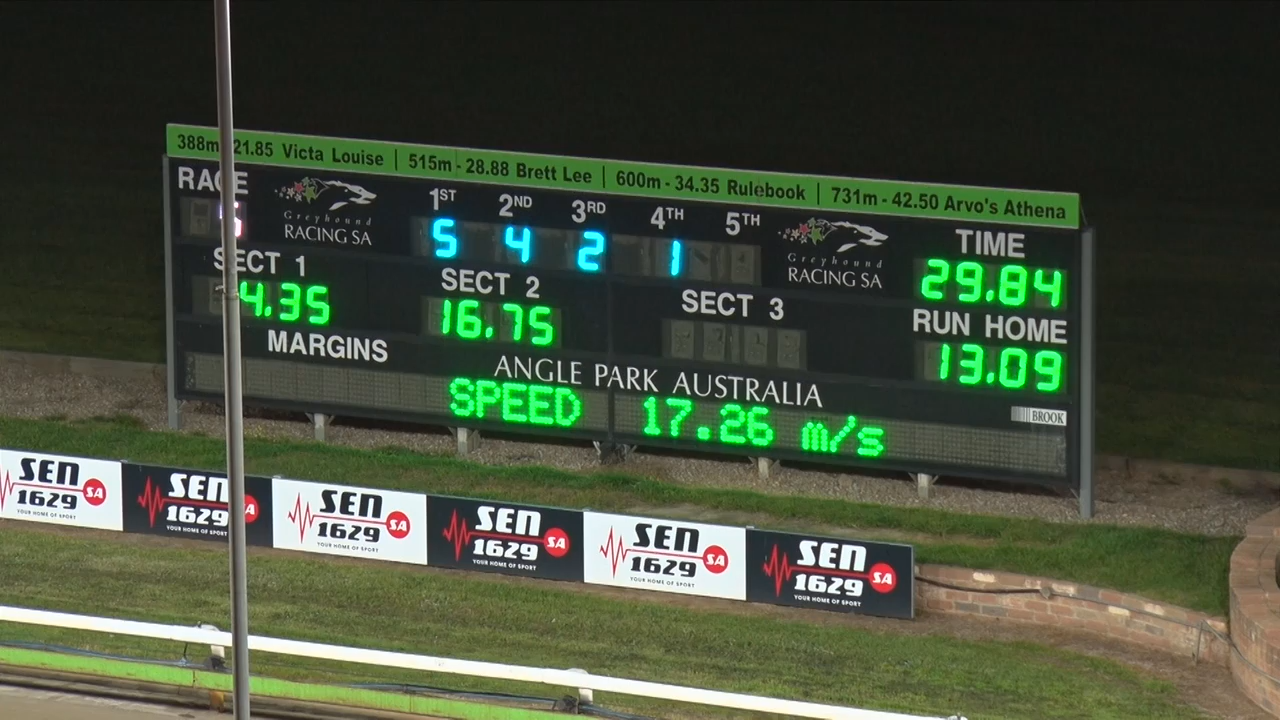 388m 21.85 Victa Louise | 515m - 28.88 Brett Lee | 600m - 34.35 Rulebook | 731m - 42.50 Arvo's Athena
RACE
Greyhound
RACING SA
1ST 2ND 3RD 4TH 5TH
5 4 2 1
Greyhound
RACING SA
TIME
29.84
SECT 1
4.35
SECT 2
16.75
SECT 3
RUN HOME
13.09
MARGINS
ANGLE PARK AUSTRALIA
BROOK
SPEED 17.26 m/s
SEN
1629 SA
YOUR HOME OF SPORT
SEN
1629 SA
YOUR HOME OF SPORT
SEN
1629 SA
YOUR HOME OF SPORT
SEN
1629 SA
YOUR HOME OF SPORT
SEN
1629 SA
YOUR HOME OF SPORT
SEN
1629 SA
YOUR HOME OF SPORT